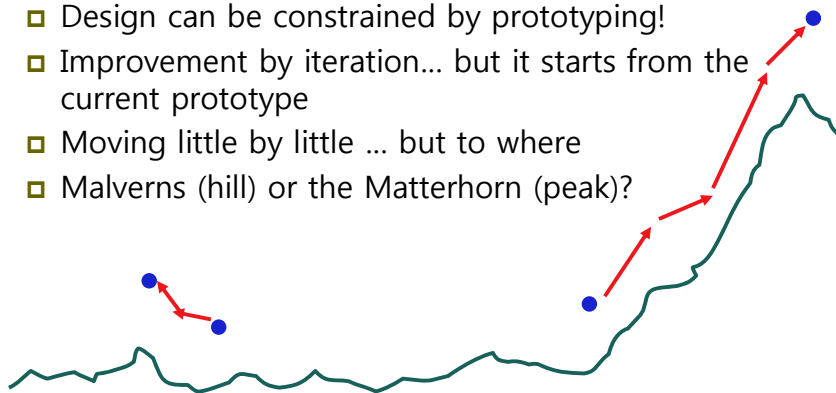 Design can be constrained by prototyping!
Improvement by iteration... but it starts from the
current prototype
Moving little by little ... but to where
Malverns (hill) or the Matterhorn (peak)?